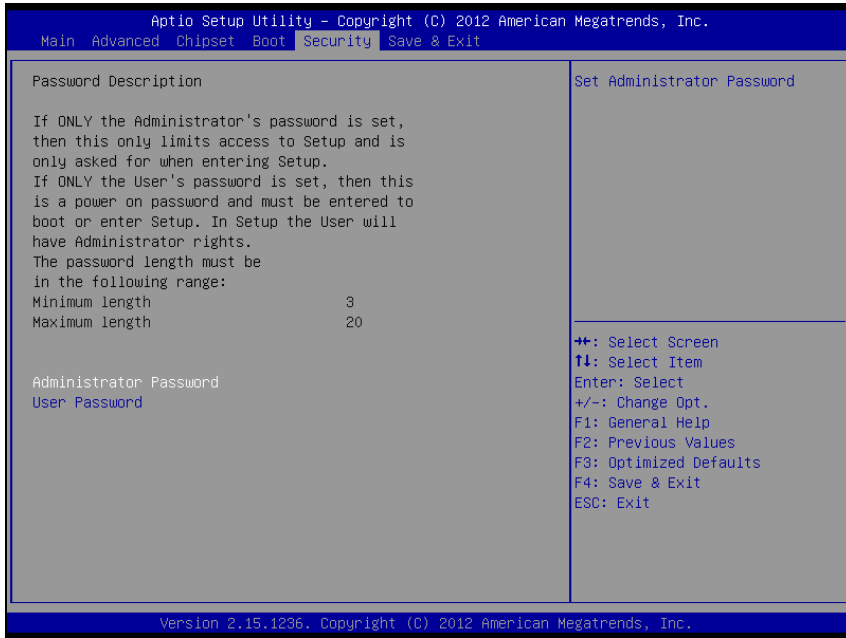 Aptio Setup Utility – Copyright (C) 2012 American Megatrends, Inc.
Main Advanced Chipset Boot Security Save & Exit
Password Description
If ONLY the Administrator's password is set,
then this only limits access to Setup and is
only asked for when entering Setup.
If ONLY the User's password is set, then this
is a power on password and must be entered to
boot or enter Setup. In Setup the User will
have Administrator rights.
The password length must be
in the following range:
Minimum length 3
Maximum length 20
Administrator Password
User Password
Set Administrator Password
→←: Select Screen
↑↓: Select Item
Enter: Select
+/-: Change Opt.
F1: General Help
F2: Previous Values
F3: Optimized Defaults
F4: Save & Exit
ESC: Exit
Version 2.15.1236. Copyright (C) 2012 American Megatrends, Inc.